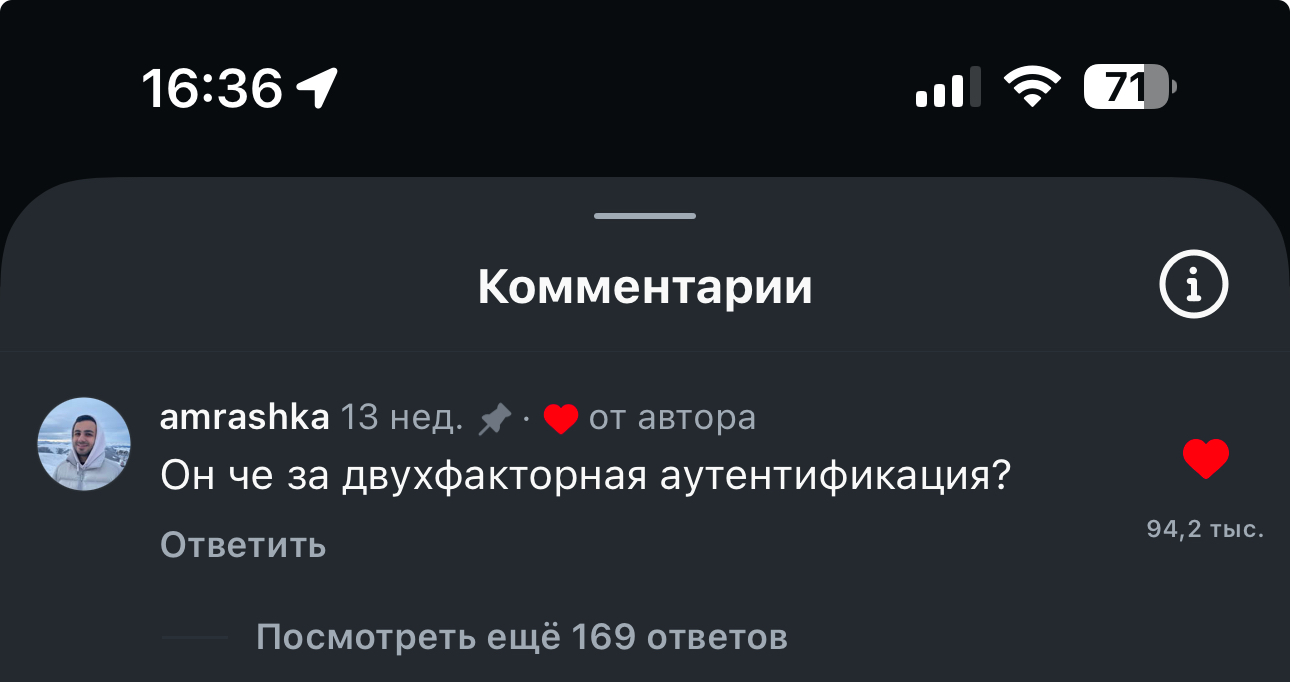 16:36
71
Комментарии
amrashka 13 нед. · от автора
Он че за двухфакторная аутентификация?
94,2 тыс.
Ответить
Посмотреть ещё 169 ответов